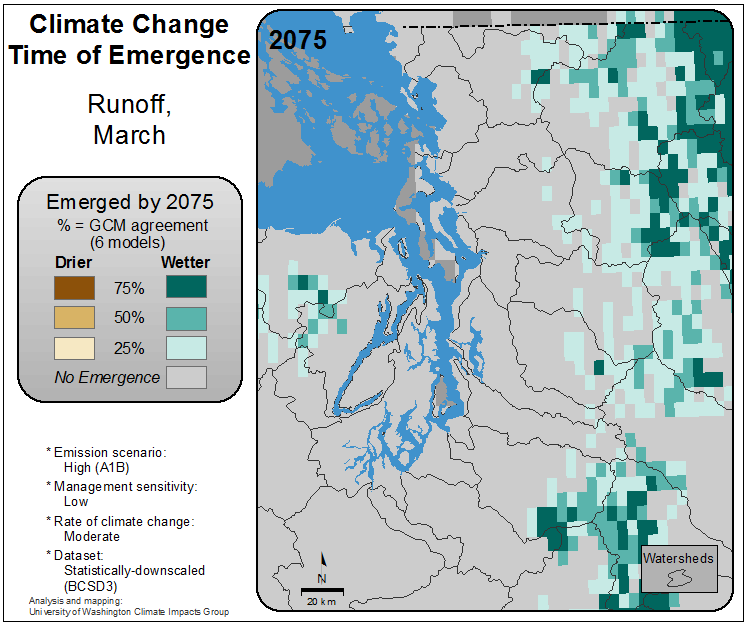 Climate Change
Time of Emergence
Runoff,
March
Emerged by 2075
% = GCM agreement
(6 models)
Drier Wetter
75%
50%
25%
No Emergence
* Emission scenario:
High (A1B)
* Management sensitivity:
Low
* Rate of climate change:
Moderate
* Dataset:
Statistically-downscaled
(BCSD3)
Analysis and mapping:
University of Washington Climate Impacts Group
2075
N
20 km
Watersheds